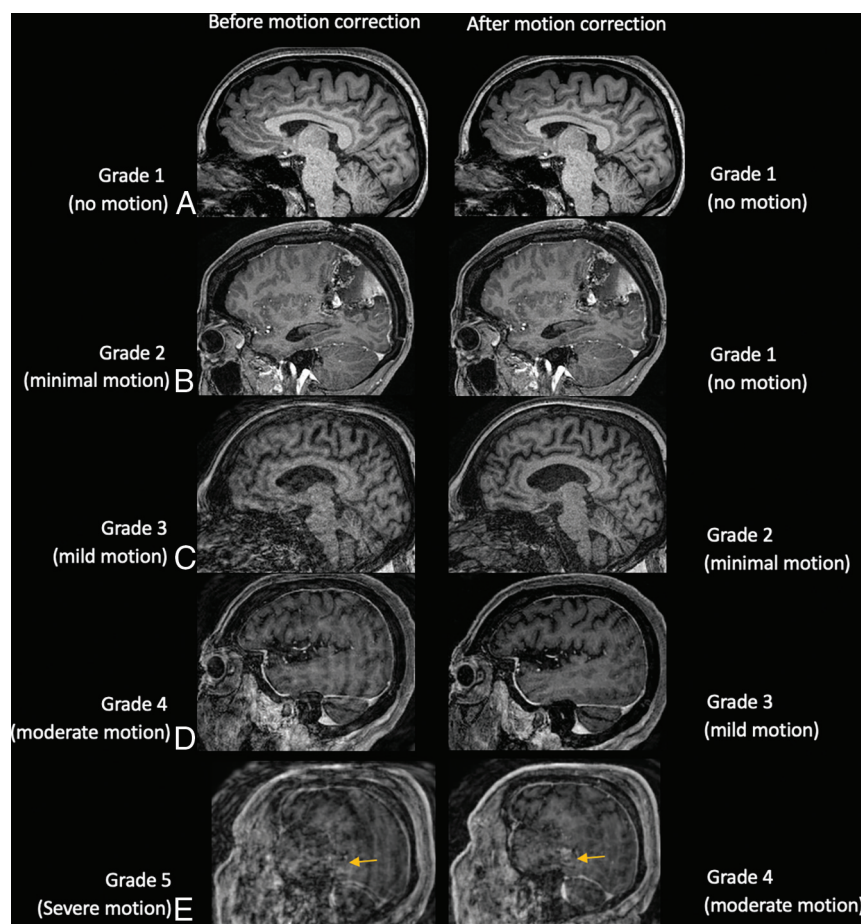 Before motion correction
After motion correction
Grade 1
(no motion)
A
Grade 1
(no motion)
Grade 2
(minimal motion)
B
Grade 1
(no motion)
Grade 3
(mild motion)
C
Grade 2
(minimal motion)
Grade 4
(moderate motion)
D
Grade 3
(mild motion)
Grade 5
(Severe motion)
E
Grade 4
(moderate motion